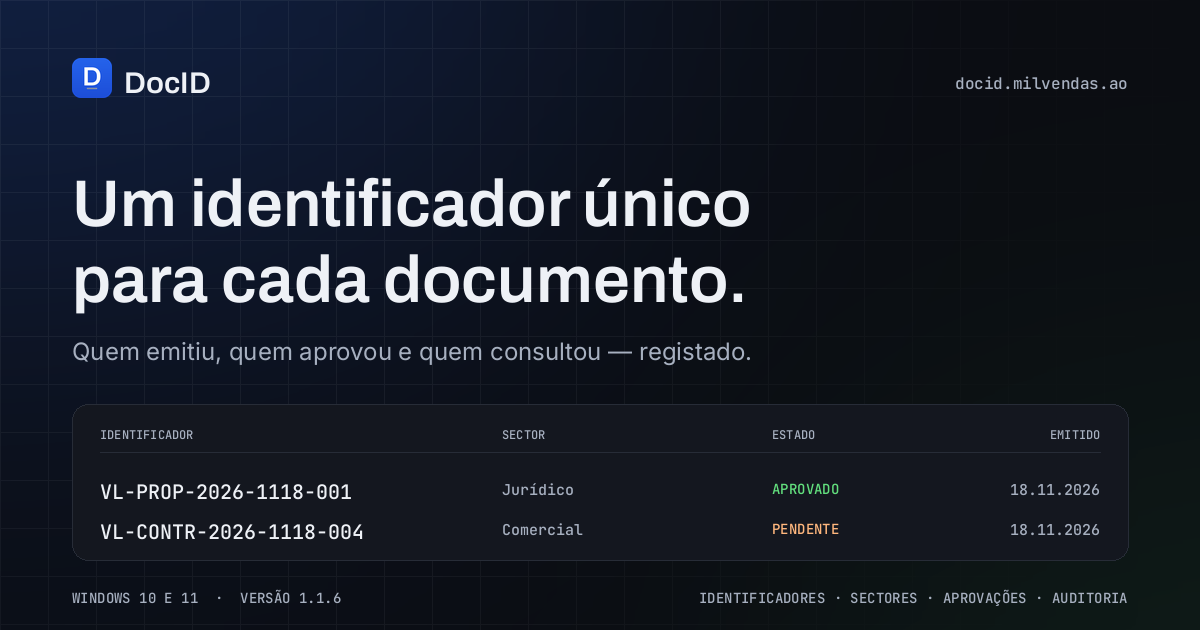 D DocID
docid.milvendas.ao
Um identificador único
para cada documento.
Quem emitiu, quem aprovou e quem consultou — registado.
IDENTIFICADOR SECTOR ESTADO EMITIDO
VL-PROP-2026-1118-001 Jurídico APROVADO 18.11.2026
VL-CONTR-2026-1118-004 Comercial PENDENTE 18.11.2026
WINDOWS 10 E 11 · VERSÃO 1.1.6
IDENTIFICADORES · SECTORES · APROVAÇÕES · AUDITORIA